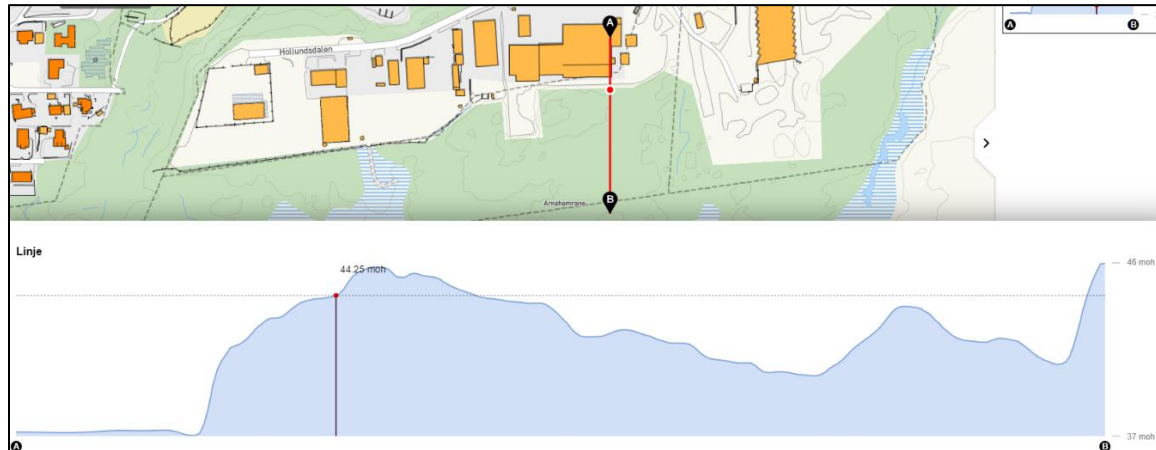 Hollundsdalen
A
A
B
B
Arnahamrane
Linje
44.25 moh
46 moh
37 moh
A
B